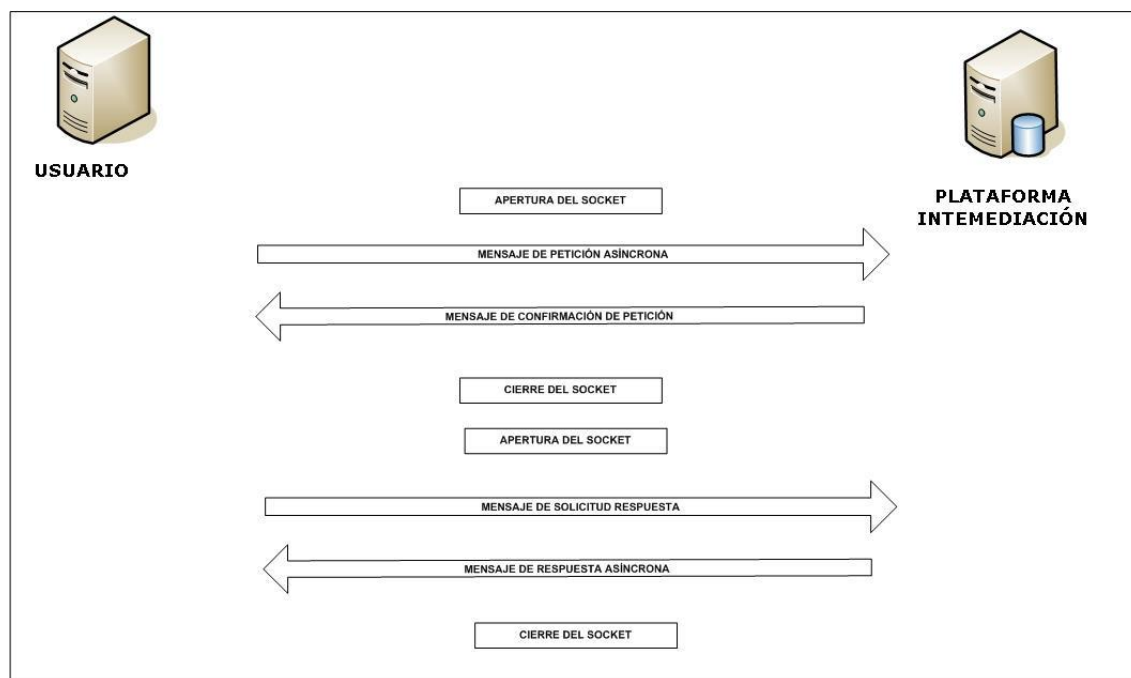 USUARIO
PLATAFORMA
INTEMEDIACIÓN
APERTURA DEL SOCKET
MENSAJE DE PETICIÓN ASÍNCRONA
MENSAJE DE CONFIRMACIÓN DE PETICIÓN
CIERRE DEL SOCKET
APERTURA DEL SOCKET
MENSAJE DE SOLICITUD RESPUESTA
MENSAJE DE RESPUESTA ASÍNCRONA
CIERRE DEL SOCKET